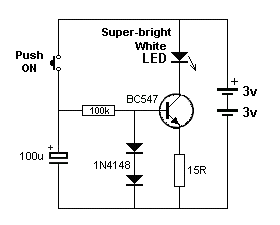 Super-bright
White
LED
Push
ON
BC547
+
3v
3v
100k
+
100u
1N4148
15R